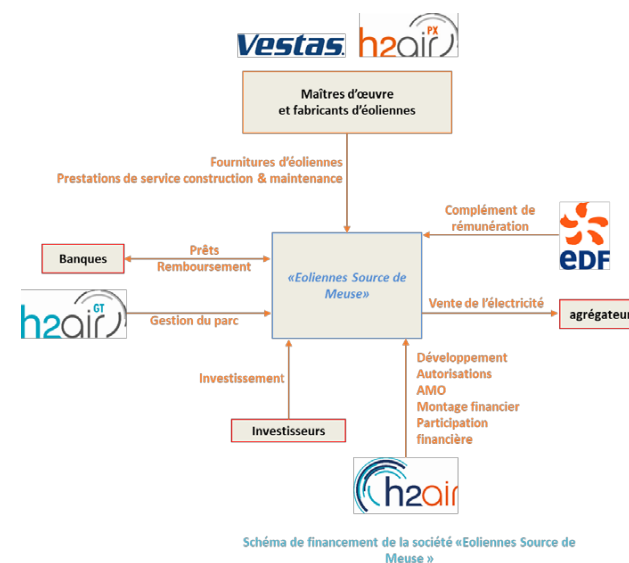 Vestas.
h2air PX
Maîtres d'œuvre
et fabricants d'éoliennes
Fournitures d'éoliennes
Prestations de service construction & maintenance
Complément de
rémunération
eDF
Banques
Prêts
Remboursement
«Eoliennes Source de
Meuse»
h2air GT
Gestion du parc
Vente de l'électricité
agrégateur
Investissement
Investisseurs
Développement
Autorisations
AMO
Montage financier
Participation
financière
h2air
Schéma de financement de la société «Eoliennes Source de
Meuse »